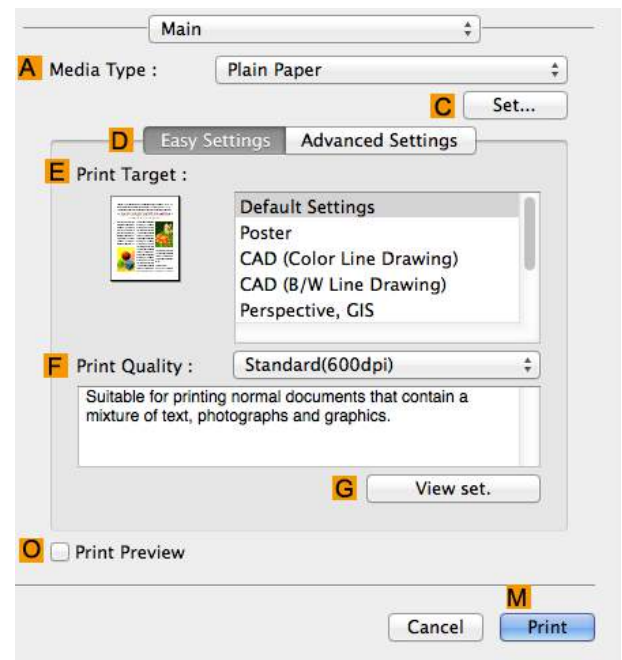 Main
A Media Type : Plain Paper
C Set...
D Easy Settings Advanced Settings
E Print Target :
Default Settings
Poster
CAD (Color Line Drawing)
CAD (B/W Line Drawing)
Perspective, GIS
F Print Quality : Standard(600dpi)
Suitable for printing normal documents that contain a
mixture of text, photographs and graphics.
G View set.
O Print Preview
M
Cancel Print